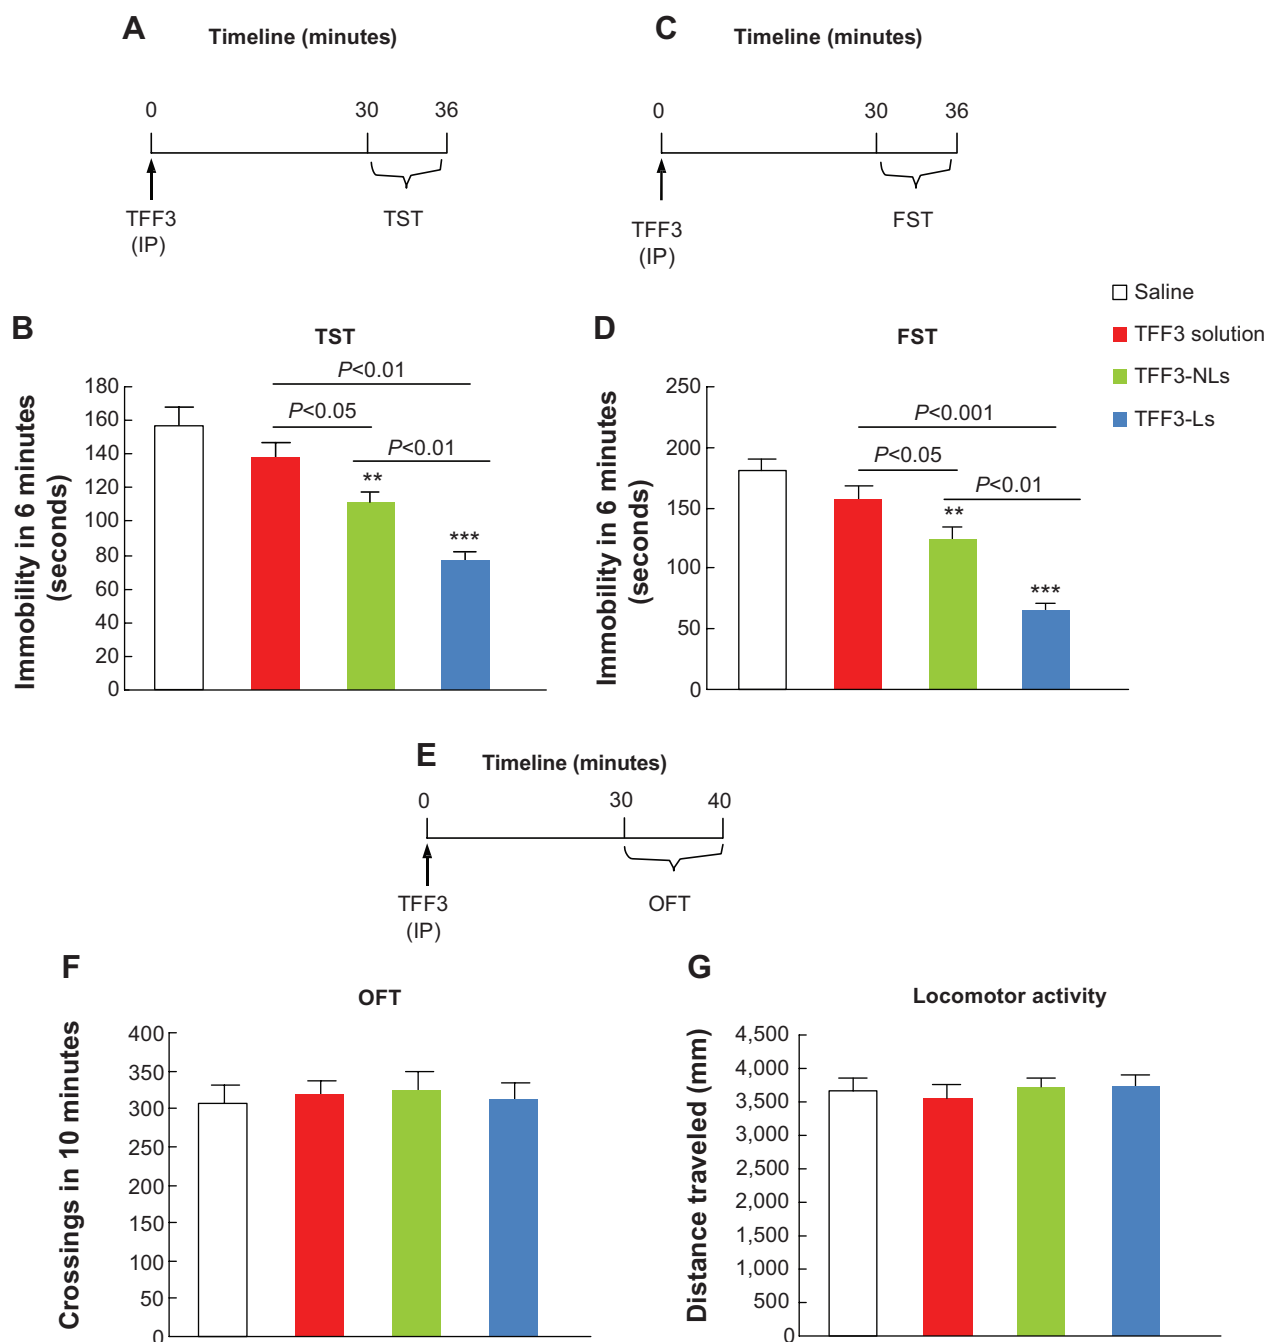 A
Timeline (minutes)
0
30
36
TFF3
(IP)
TST
C
Timeline (minutes)
0
30
36
TFF3
(IP)
FST
Saline
TFF3 solution
TFF3-NLs
TFF3-Ls
B
TST
Immobility in 6 minutes
(seconds)
180
160
140
120
100
80
60
40
20
0
P<0.01
P<0.05
P<0.01
**
***
D
FST
Immobility in 6 minutes
(seconds)
250
200
150
100
50
0
P<0.001
P<0.05
P<0.01
**
***
E
Timeline (minutes)
0
30
40
TFF3
(IP)
OFT
F
OFT
Crossings in 10 minutes
400
350
300
250
200
150
100
50
0
G
Locomotor activity
Distance traveled (mm)
4,500
4,000
3,500
3,000
2,500
2,000
1,500
1,000
500
0